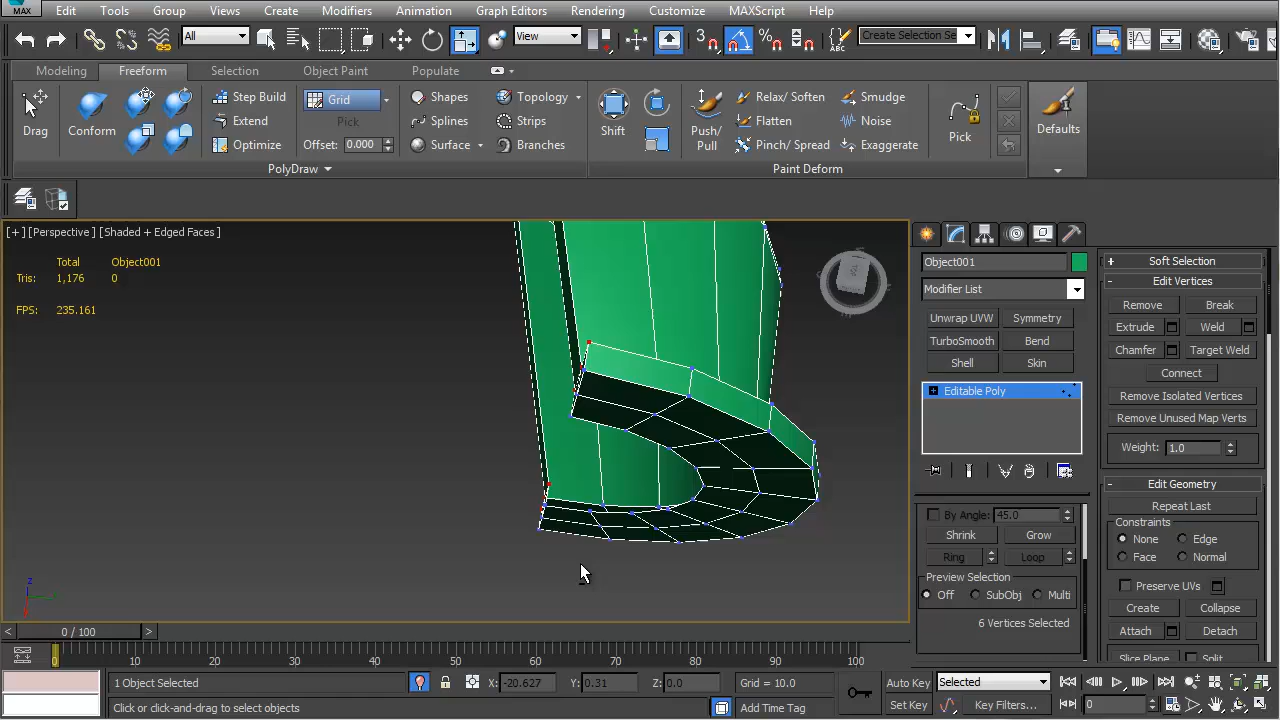 MAX Edit Tools Group Views Create Modifiers Animation Graph Editors Rendering Customize MAXScript Help
All View 3 ABC Create Selection Se
Modeling Freeform Selection Object Paint Populate
Drag Conform Step Build Extend Optimize Grid Pick Offset: 0.000 Shapes Splines Surface Topology Strips Branches Shift Push/ Pull Relax/ Soften Flatten Pinch/ Spread Smudge Noise Exaggerate Pick Defaults
PolyDraw Paint Deform
[+] [Perspective ] [Shaded + Edged Faces ]
Total Object001
Tris: 1,176 0
FPS: 235.161
z
Object001
Modifier List
Unwrap UVW Symmetry
TurboSmooth Bend
Shell Skin
Editable Poly
By Angle: 45.0
Shrink Grow
Ring Loop
Preview Selection
Off SubObj Multi
6 Vertices Selected
+ Soft Selection
- Edit Vertices
Remove Break
Extrude Weld
Chamfer Target Weld
Connect
Remove Isolated Vertices
Remove Unused Map Verts
Weight: 1.0
- Edit Geometry
Repeat Last
Constraints
None Edge
Face Normal
Preserve UVs
Create Collapse
Attach Detach
Slice Plane Split
< 0 / 100 >
0 10 20 30 40 50 60 70 80 90 100
1 Object Selected X: -20.627 Y: 0.31 Z: 0.0 Grid = 10.0 Auto Key Selected
Click or click-and-drag to select objects Add Time Tag Set Key Key Filters... 0